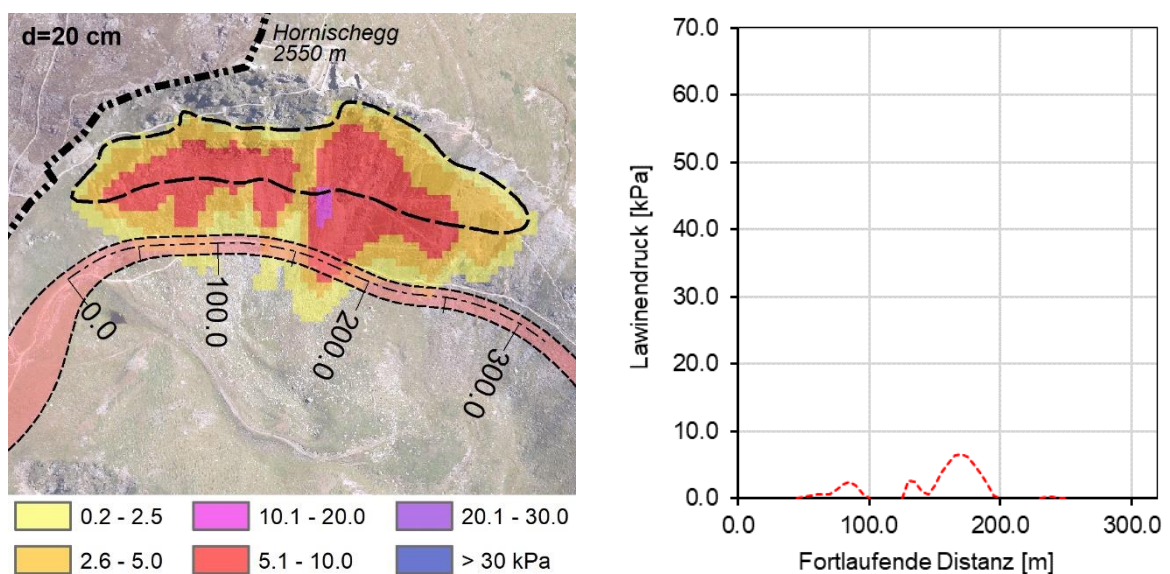 d=20 cm
Hornischegg
2550 m
0.0
100.0
200.0
300.0
0.2 - 2.5
10.1 - 20.0
20.1 - 30.0
2.6 - 5.0
5.1 - 10.0
> 30 kPa
Lawinendruck [kPa]
70.0
60.0
50.0
40.0
30.0
20.0
10.0
0.0
0.0
100.0
200.0
300.0
Fortlaufende Distanz [m]